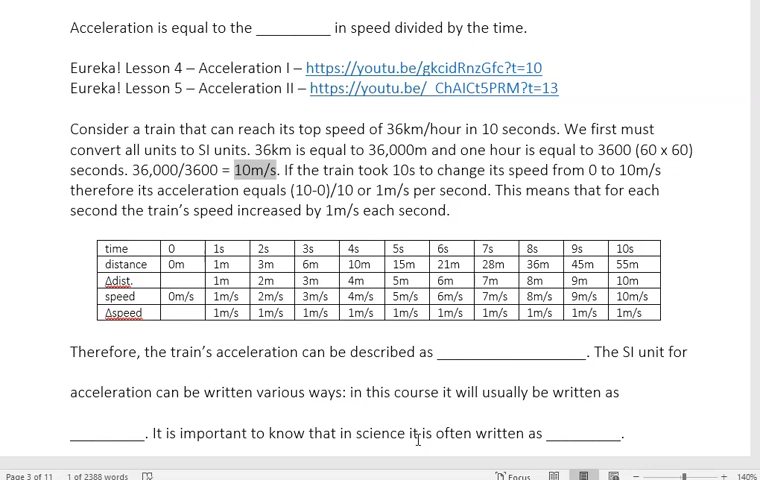 Acceleration is equal to the __________ in speed divided by the time.
Eureka! Lesson 4 – Acceleration I – https://youtu.be/gkcidRnzGfc?t=10
Eureka! Lesson 5 – Acceleration II – https://youtu.be/_ChAICt5PRM?t=13
Consider a train that can reach its top speed of 36km/hour in 10 seconds. We first must
convert all units to SI units. 36km is equal to 36,000m and one hour is equal to 3600 (60 x 60)
seconds. 36,000/3600 = 10m/s. If the train took 10s to change its speed from 0 to 10m/s
therefore its acceleration equals (10-0)/10 or 1m/s per second. This means that for each
second the train's speed increased by 1m/s each second.
time 0 1s 2s 3s 4s 5s 6s 7s 8s 9s 10s
distance 0m 1m 3m 6m 10m 15m 21m 28m 36m 45m 55m
Δdist. 1m 2m 3m 4m 5m 6m 7m 8m 9m 10m
speed 0m/s 1m/s 2m/s 3m/s 4m/s 5m/s 6m/s 7m/s 8m/s 9m/s 10m/s
Δspeed 1m/s 1m/s 1m/s 1m/s 1m/s 1m/s 1m/s 1m/s 1m/s 1m/s
Therefore, the train's acceleration can be described as ____________________. The SI unit for
acceleration can be written various ways: in this course it will usually be written as
__________. It is important to know that in science it is often written as __________.
Page 3 of 11 1 of 2388 words Focus 140%